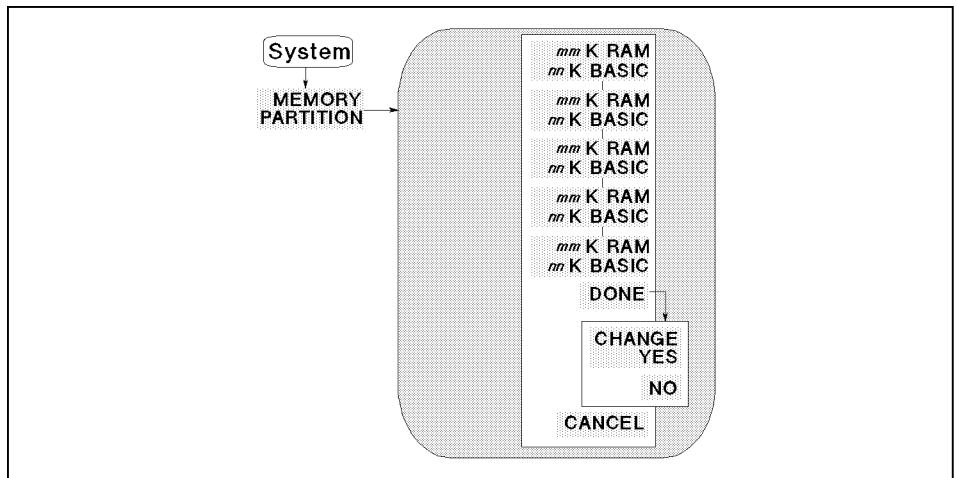 System
MEMORY
PARTITION
mm K RAM
nn K BASIC
mm K RAM
nn K BASIC
mm K RAM
nn K BASIC
mm K RAM
nn K BASIC
mm K RAM
nn K BASIC
DONE
CHANGE
YES
NO
CANCEL